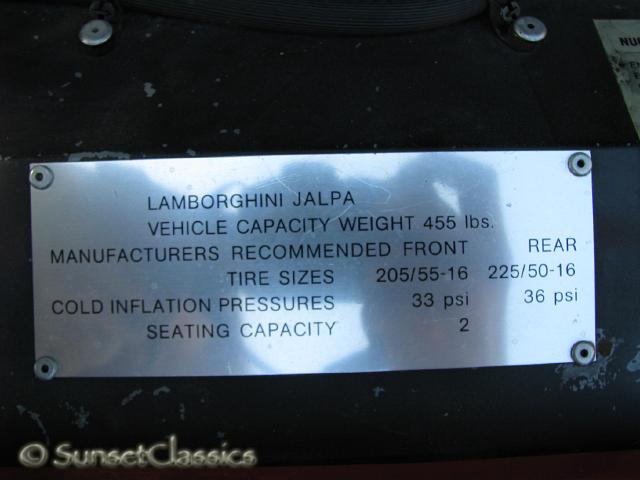 NU
LAMBORGHINI JALPA
VEHICLE CAPACITY WEIGHT 455 lbs.
MANUFACTURERS RECOMMENDED FRONT REAR
TIRE SIZES 205/55-16 225/50-16
COLD INFLATION PRESSURES 33 psi 36 psi
SEATING CAPACITY 2
© SunsetClassics